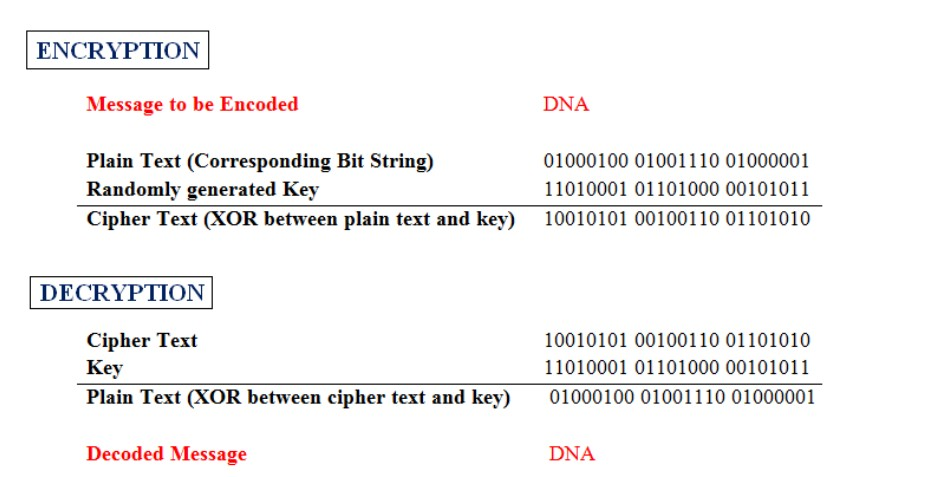 ENCRYPTION
Message to be Encoded DNA
Plain Text (Corresponding Bit String) 01000100 01001110 01000001
Randomly generated Key 11010001 01101000 00101011
Cipher Text (XOR between plain text and key) 10010101 00100110 01101010
DECRYPTION
Cipher Text 10010101 00100110 01101010
Key 11010001 01101000 00101011
Plain Text (XOR between cipher text and key) 01000100 01001110 01000001
Decoded Message DNA